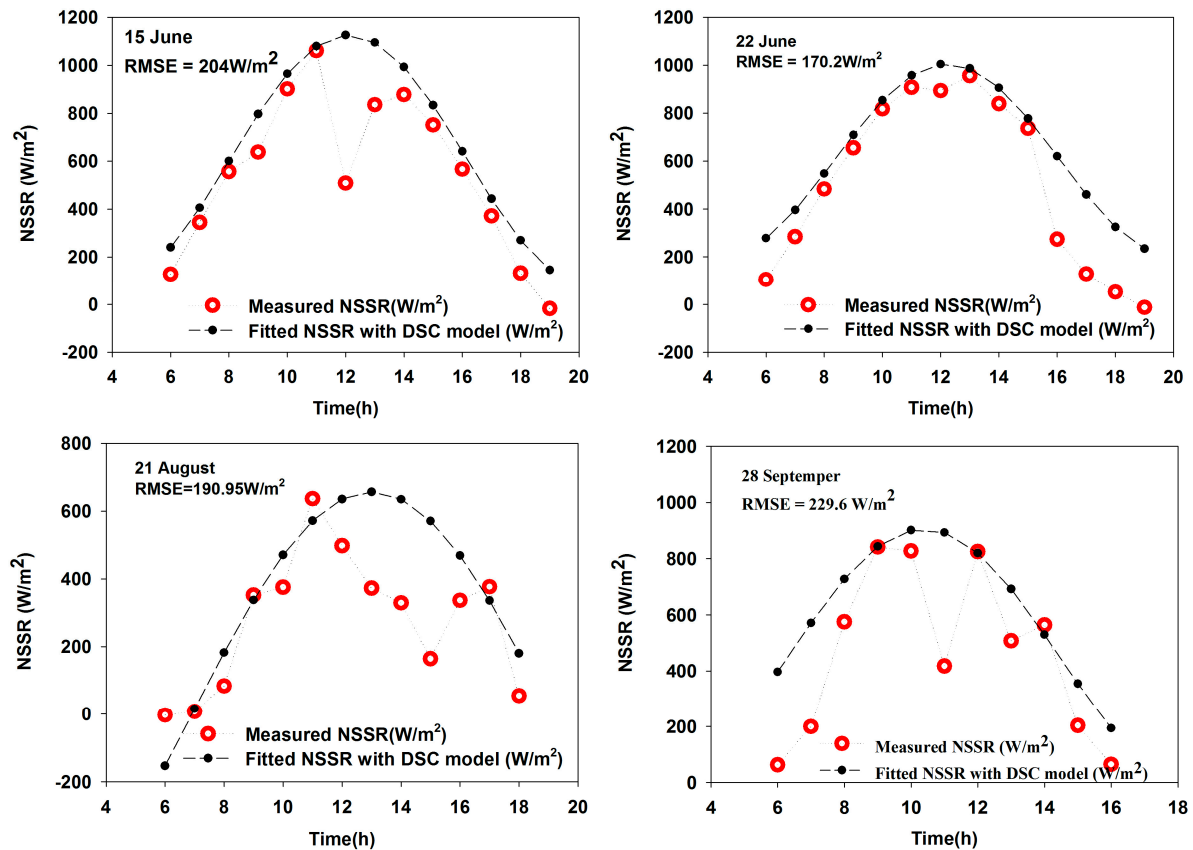 15 June
RMSE = 204W/m²
NSSR (W/m²)
1200
1000
800
600
400
200
0
-200
Measured NSSR(W/m²)
Fitted NSSR with DSC model (W/m²)
4 6 8 10 12 14 16 18 20
Time(h)
22 June
RMSE = 170.2W/m²
NSSR (W/m²)
1200
1000
800
600
400
200
0
-200
Measured NSSR(W/m²)
Fitted NSSR with DSC model (W/m²)
4 6 8 10 12 14 16 18 20
Time(h)
21 August
RMSE=190.95W/m²
NSSR (W/m²)
800
600
400
200
0
-200
Measured NSSR(W/m²)
Fitted NSSR with DSC model (W/m²)
4 6 8 10 12 14 16 18 20
Time(h)
28 Septemper
RMSE = 229.6 W/m²
NSSR (W/m²)
1200
1000
800
600
400
200
0
Measured NSSR (W/m²)
Fitted NSSR with DSC model (W/m²)
4 6 8 10 12 14 16 18
Time(h)